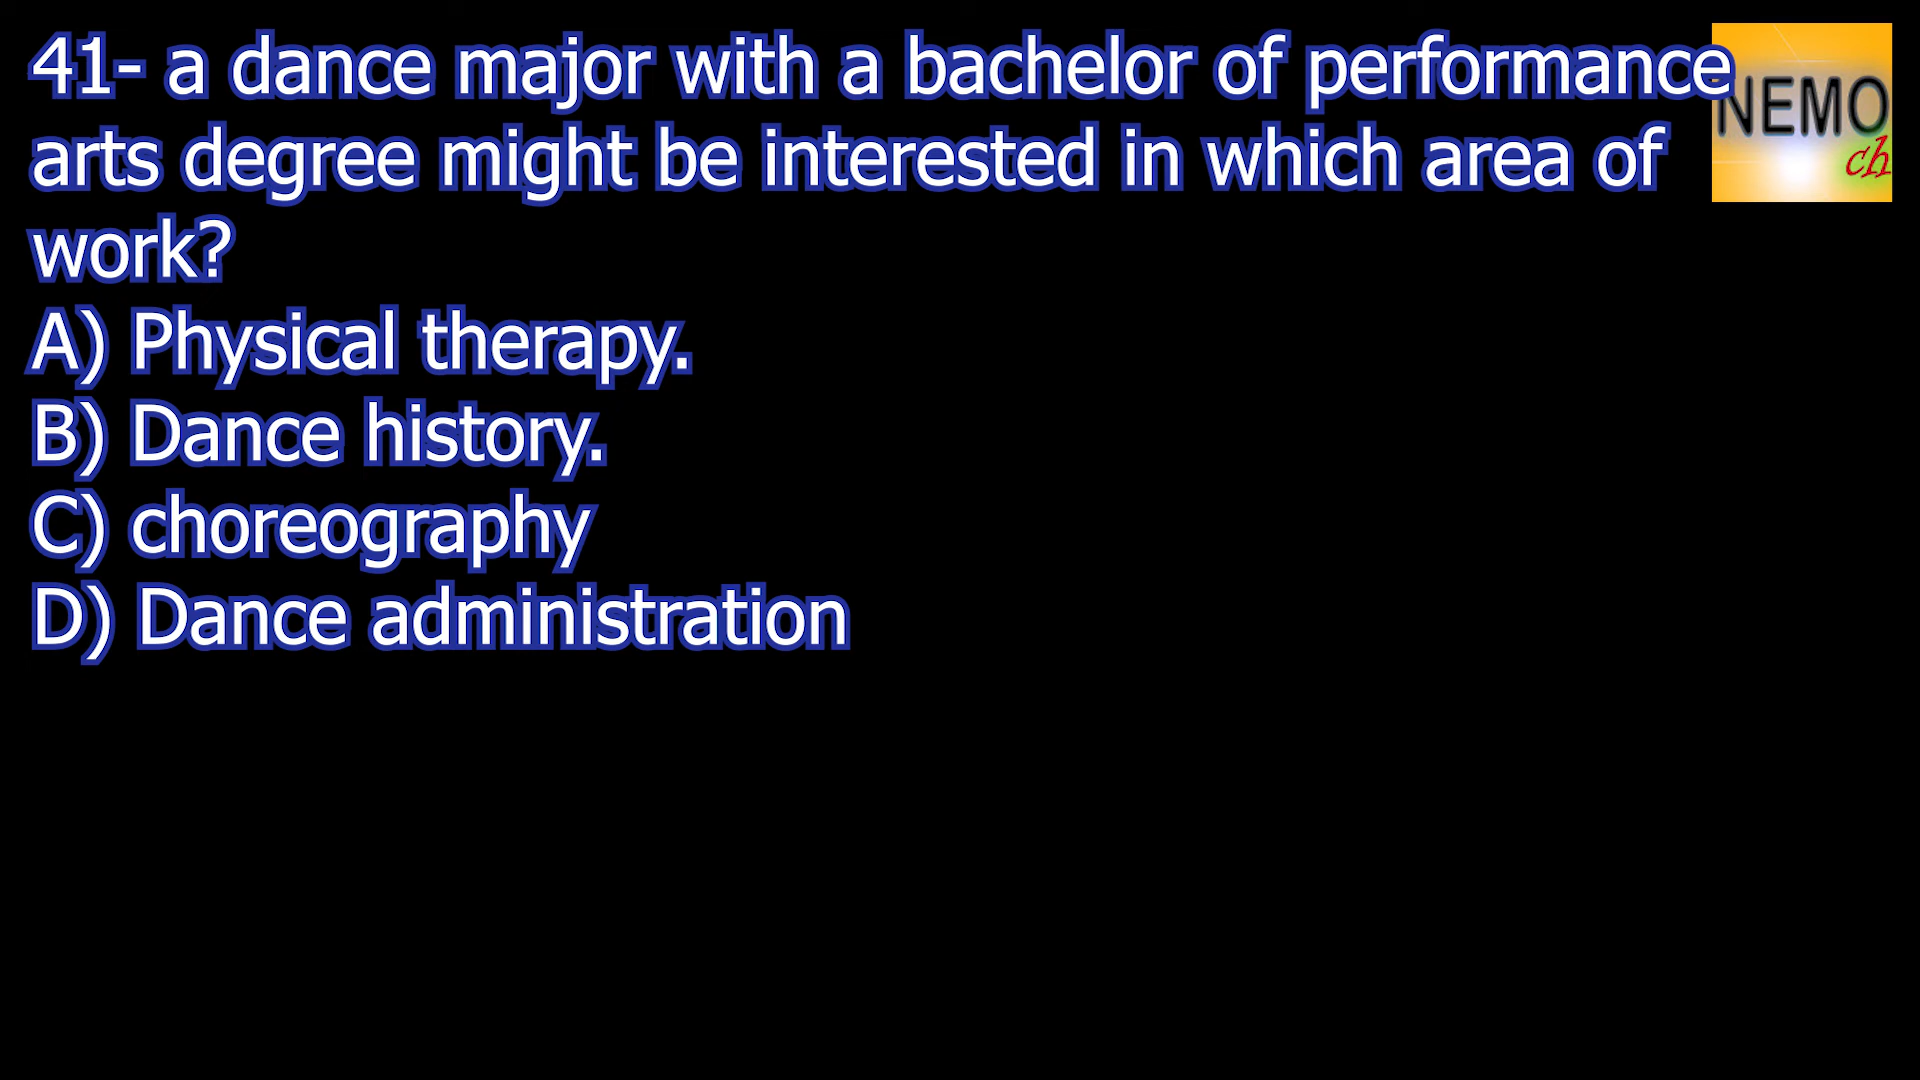 41- a dance major with a bachelor of performance
arts degree might be interested in which area of
work?
A) Physical therapy.
B) Dance history.
C) choreography
D) Dance administration
NEMO
ch